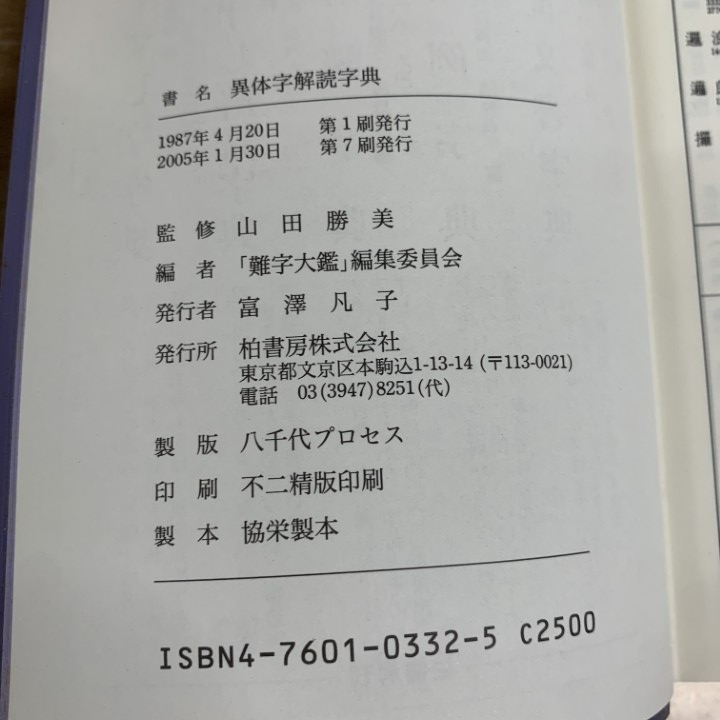 書 名 異体字解読字典
1987年4月20日 第1刷発行
2005年1月30日 第7刷発行
監 修 山 田 勝 美
編 者 「難字大鑑」編集委員会
発行者 富 澤 凡 子
発行所 柏書房株式会社
東京都文京区本駒込1-13-14（〒113-0021）
電話 03(3947)8251(代)
製 版 八千代プロセス
印 刷 不二精版印刷
製 本 協栄製本
ISBN4-7601-0332-5 C2500